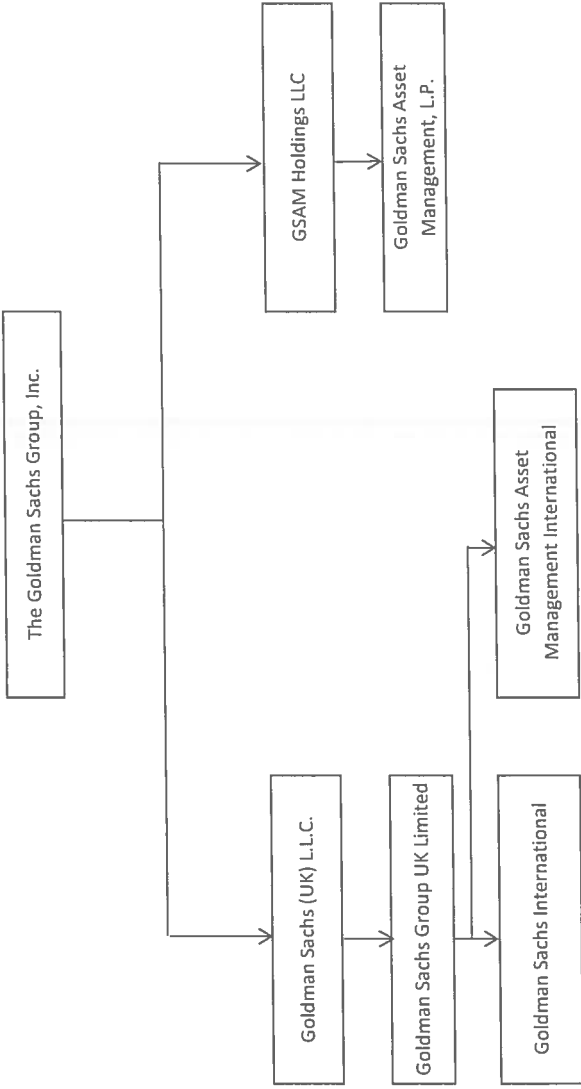 The Goldman Sachs Group, Inc.
Goldman Sachs (UK) L.L.C.
GSAM Holdings LLC
Goldman Sachs Group UK Limited
Goldman Sachs Asset
Management, L.P.
Goldman Sachs International
Goldman Sachs Asset
Management International